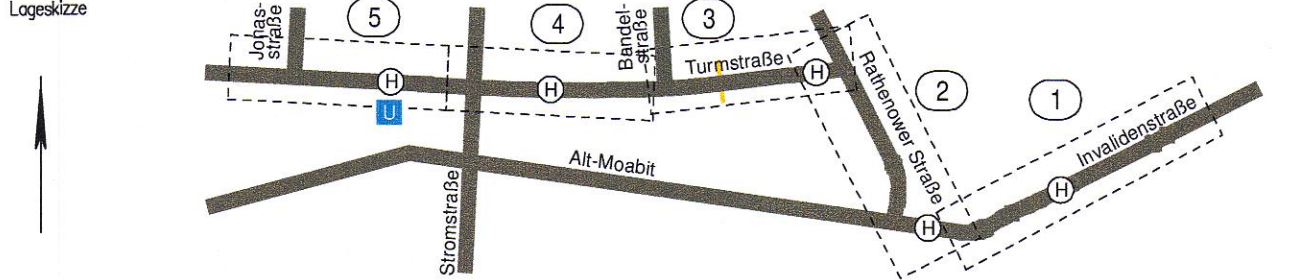 Lageskizze
Jonas-
straße
5
4
Bandel-
straße
3
Turmstraße
H
H
H
U
Rathenower Straße
2
1
Invalidenstraße
H
H
Alt-Moabit
Stromstraße